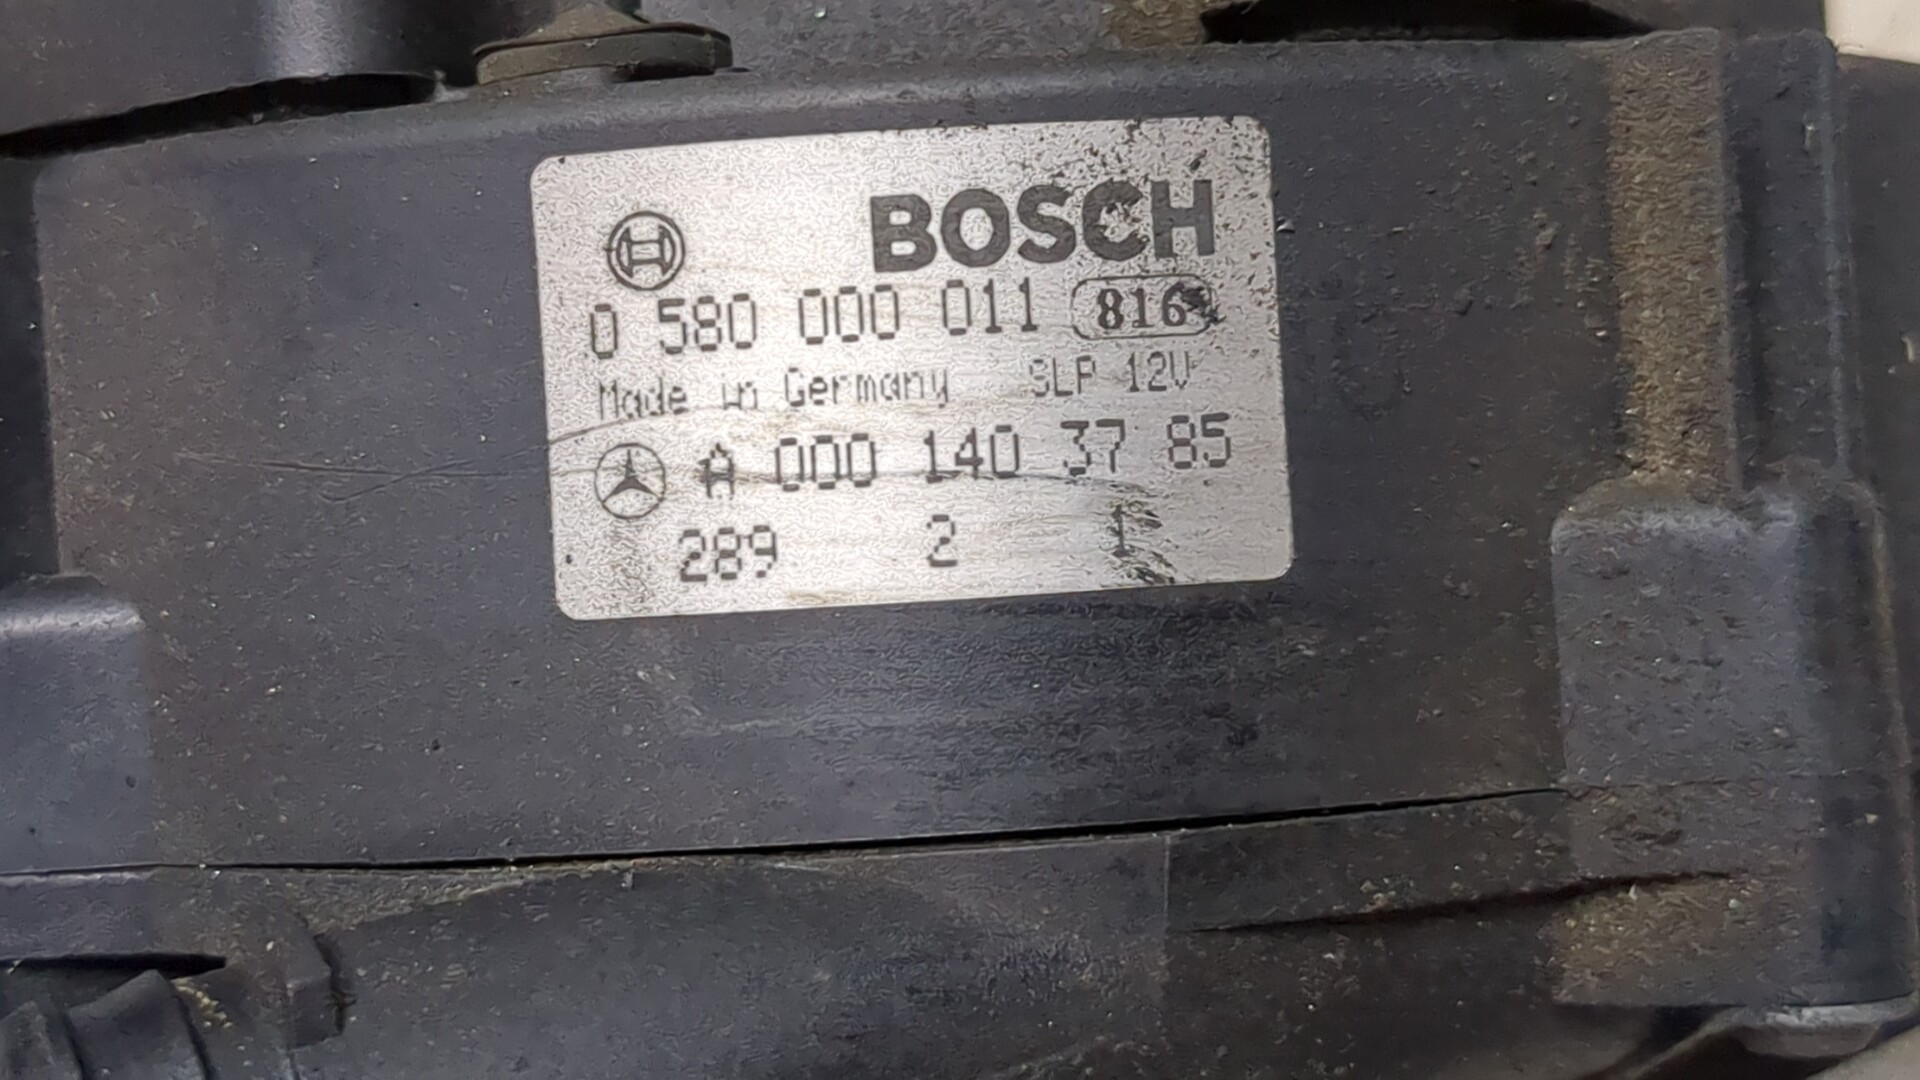 BOSCH
0 580 000 011 816
Made in Germany SLP 12V
A 000 140 37 85
289 2 1